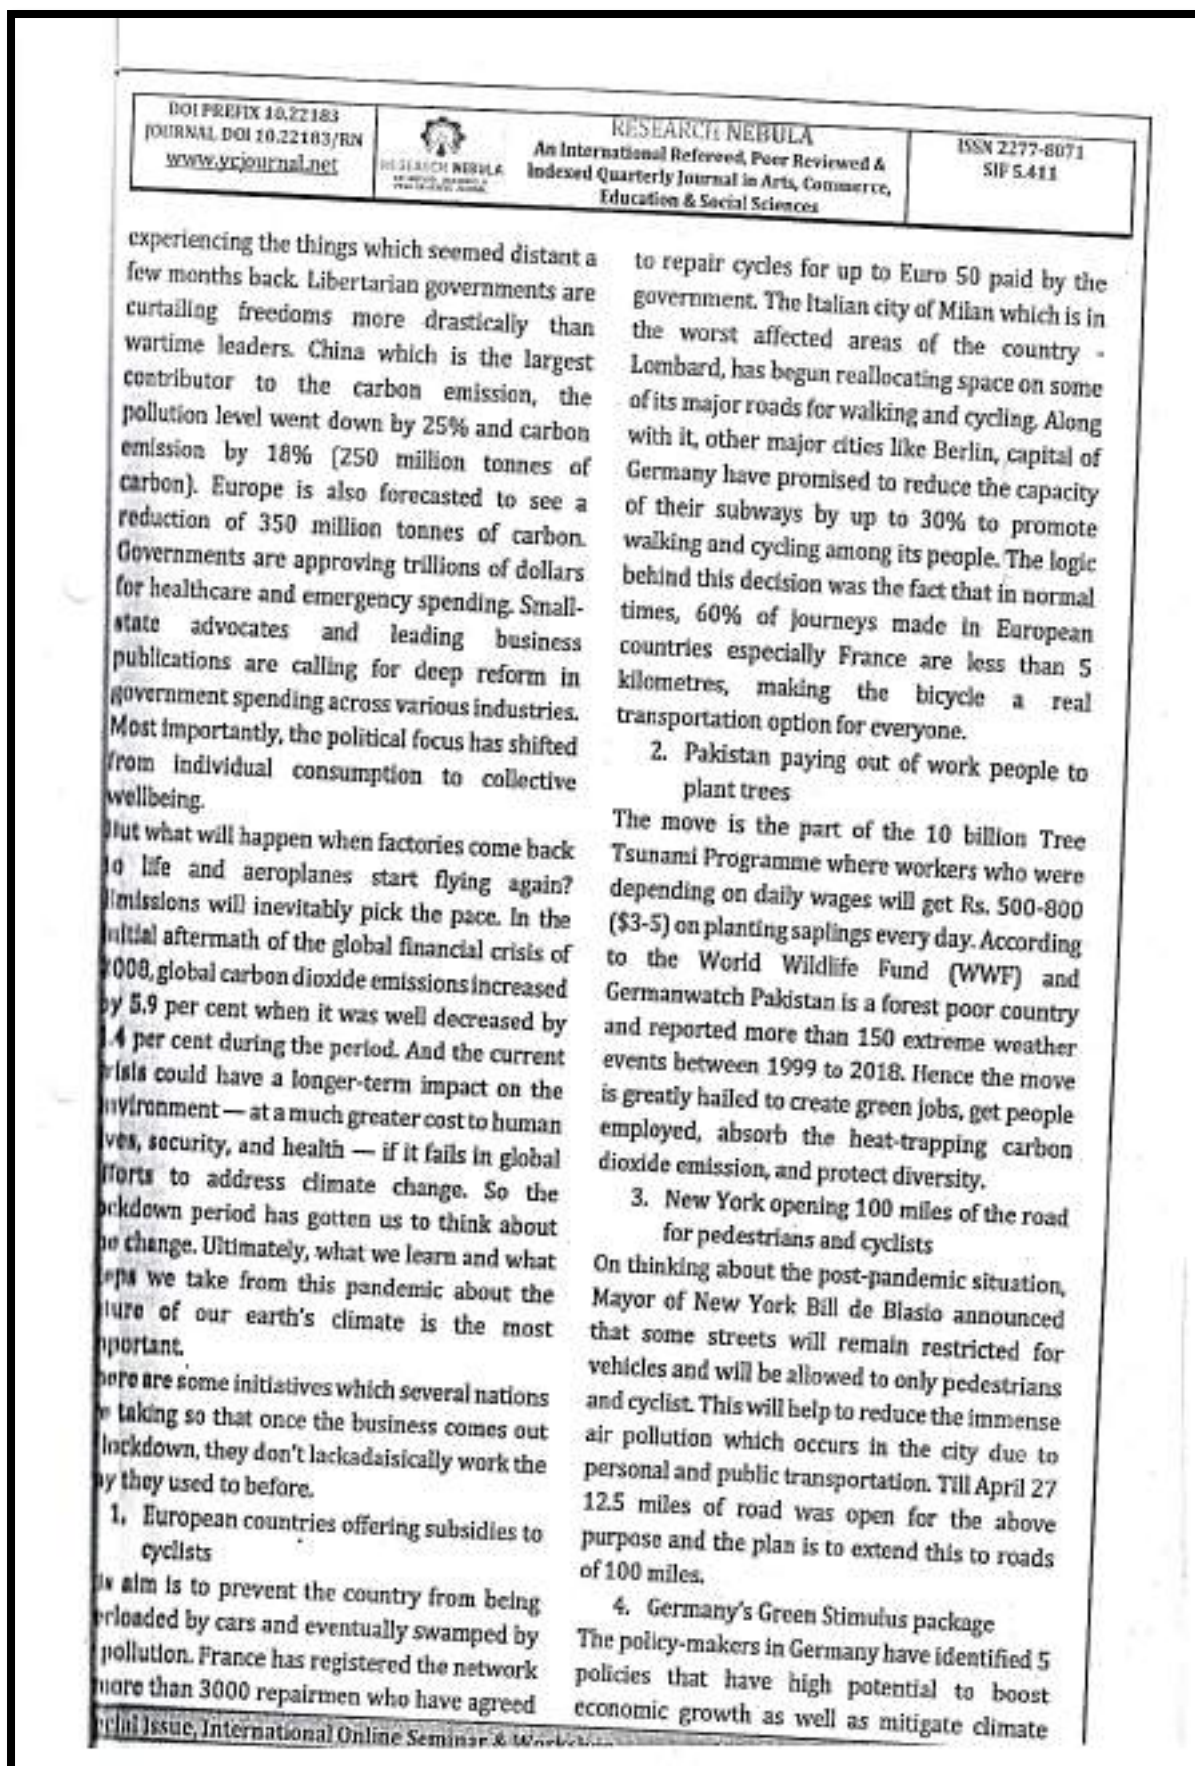 DOI PREFIX 10.22183
JOURNAL DOI 10.22183/RN
www.ycjournal.net
RESEARCH NEBULA
RESEARCH NEBULA
An International Refereed, Peer Reviewed &
Indexed Quarterly Journal in Arts, Commerce,
Education & Social Sciences
ISSN 2277-8071
SIF 5.411
experiencing the things which seemed distant a
few months back. Libertarian governments are
curtailing freedoms more drastically than
wartime leaders. China which is the largest
contributor to the carbon emission, the
pollution level went down by 25% and carbon
emission by 18% (250 million tonnes of
carbon). Europe is also forecasted to see a
reduction of 350 million tonnes of carbon.
Governments are approving trillions of dollars
for healthcare and emergency spending. Small-
state advocates and leading business
publications are calling for deep reform in
government spending across various industries.
Most importantly, the political focus has shifted
from individual consumption to collective
wellbeing.
But what will happen when factories come back
to life and aeroplanes start flying again?
Emissions will inevitably pick the pace. In the
initial aftermath of the global financial crisis of
2008, global carbon dioxide emissions increased
by 5.9 per cent when it was well decreased by
.4 per cent during the period. And the current
crisis could have a longer-term impact on the
environment — at a much greater cost to human
lives, security, and health — if it fails in global
efforts to address climate change. So the
lockdown period has gotten us to think about
the change. Ultimately, what we learn and what
steps we take from this pandemic about the
future of our earth's climate is the most
important.
are some initiatives which several nations
taking so that once the business comes out
lockdown, they don't lackadaisically work the
way they used to before.
1. European countries offering subsidies to
cyclists
aim is to prevent the country from being
overloaded by cars and eventually swamped by
pollution. France has registered the network
more than 3000 repairmen who have agreed
to repair cycles for up to Euro 50 paid by the
government. The Italian city of Milan which is in
the worst affected areas of the country -
Lombard, has begun reallocating space on some
of its major roads for walking and cycling. Along
with it, other major cities like Berlin, capital of
Germany have promised to reduce the capacity
of their subways by up to 30% to promote
walking and cycling among its people. The logic
behind this decision was the fact that in normal
times, 60% of journeys made in European
countries especially France are less than 5
kilometres, making the bicycle a real
transportation option for everyone.
2. Pakistan paying out of work people to
plant trees
The move is the part of the 10 billion Tree
Tsunami Programme where workers who were
depending on daily wages will get Rs. 500-800
($3-5) on planting saplings every day. According
to the World Wildlife Fund (WWF) and
Germanwatch Pakistan is a forest poor country
and reported more than 150 extreme weather
events between 1999 to 2018. Hence the move
is greatly hailed to create green jobs, get people
employed, absorb the heat-trapping carbon
dioxide emission, and protect diversity.
3. New York opening 100 miles of the road
for pedestrians and cyclists
On thinking about the post-pandemic situation,
Mayor of New York Bill de Blasio announced
that some streets will remain restricted for
vehicles and will be allowed to only pedestrians
and cyclist. This will help to reduce the immense
air pollution which occurs in the city due to
personal and public transportation. Till April 27
12.5 miles of road was open for the above
purpose and the plan is to extend this to roads
of 100 miles.
4. Germany's Green Stimulus package
The policy-makers in Germany have identified 5
policies that have high potential to boost
economic growth as well as mitigate climate
Issue, International Online Seminar &